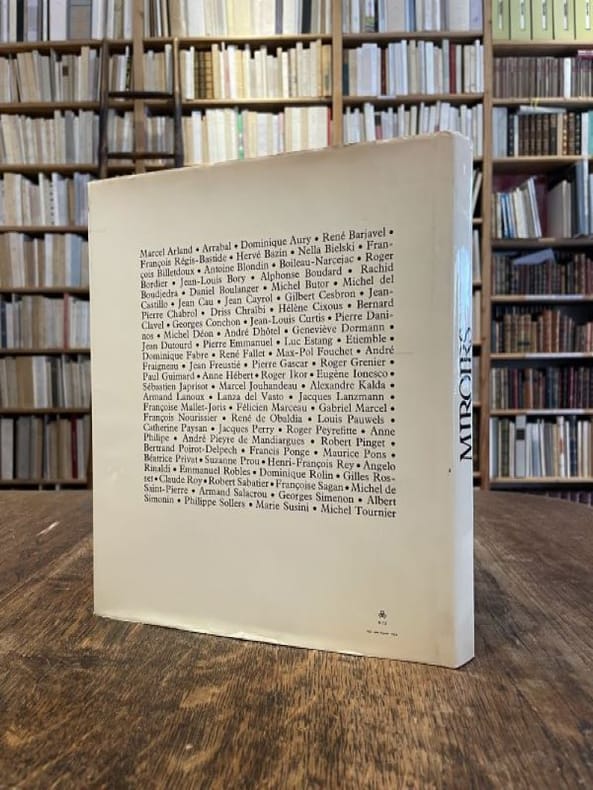 Marcel Arland • Arrabal • Dominique Aury • René Barjavel •
François Régis-Bastide • Hervé Bazin • Nella Bielski • Fran-
çois Billetdoux • Antoine Blondin • Boileau-Narcejac • Roger
Bordier • Jean-Louis Bory • Alphonse Boudard • Rachid
Boudjedra • Daniel Boulanger • Michel Butor • Michel del
Castillo • Jean Cau • Jean Cayrol • Gilbert Cesbron • Jean-
Pierre Chabrol • Driss Chraïbi • Hélène Cixous • Bernard
Clavel • Georges Conchon • Jean-Louis Curtis • Pierre Dani-
nos • Michel Déon • André Dhôtel • Geneviève Dormann •
Jean Dutourd • Pierre Emmanuel • Luc Estang • Etiemble •
Dominique Fabre • René Fallet • Max-Pol Fouchet • André
Fraigneau • Jean Freustié • Pierre Gascar • Roger Grenier •
Paul Guimard • Anne Hébert • Roger Ikor • Eugène Ionesco •
Sébastien Japrisot • Marcel Jouhandeau • Alexandre Kalda •
Armand Lanoux • Lanza del Vasto • Jacques Lanzmann •
Françoise Mallet-Joris • Félicien Marceau • Gabriel Marcel •
François Nourissier • René de Obaldia • Louis Pauwels •
Catherine Paysan • Jacques Perry • Roger Peyrefitte • Anne
Philipe • André Pieyre de Mandiargues • Robert Pinget •
Bertrand Poirot-Delpech • Francis Ponge • Maurice Pons •
Béatrice Privat • Suzanne Prou • Henri-François Rey • Angelo
Rinaldi • Emmanuel Robles • Dominique Rolin • Gilles Ros-
set • Claude Roy • Robert Sabatier • Françoise Sagan • Michel de
Saint-Pierre • Armand Salacrou • Georges Simenon • Albert
Simonin • Philippe Sollers • Marie Susini • Michel Tournier
MIROIRS